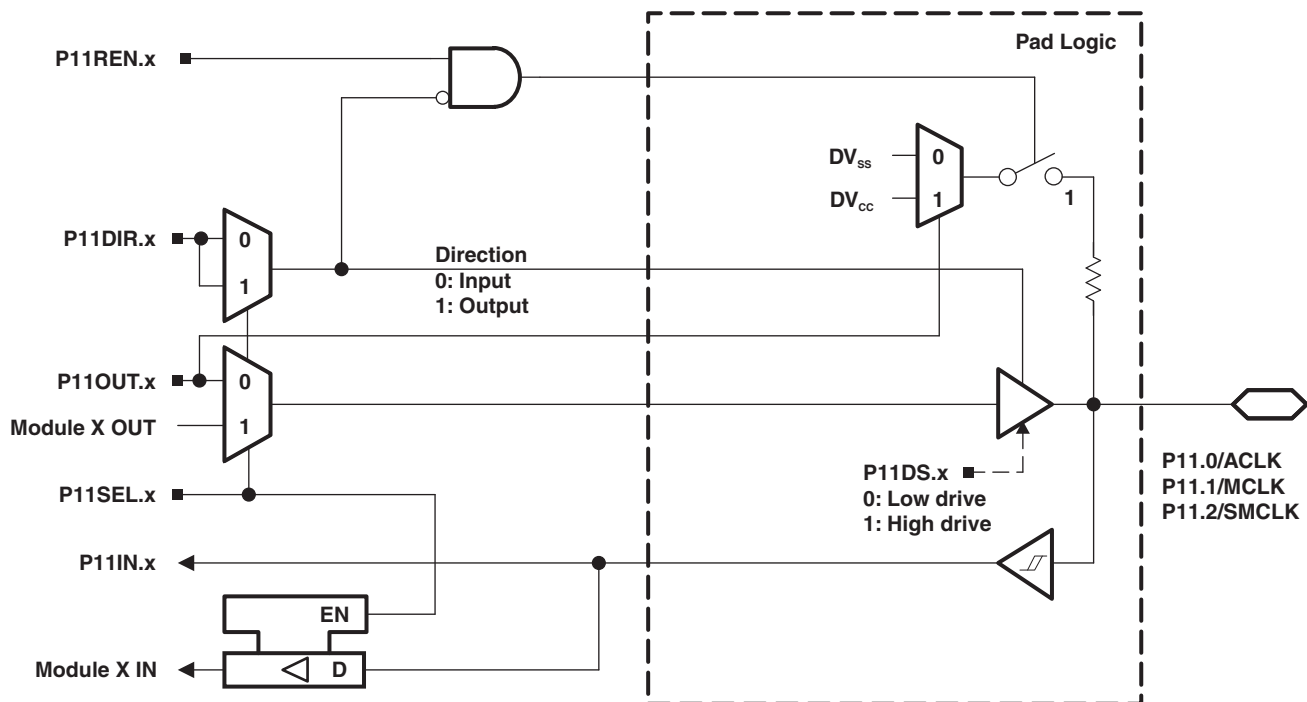 Pad Logic
P11REN.x
DVSS
0
DVCC
1
1
P11DIR.x
0
1
Direction
0: Input
1: Output
P11OUT.x
0
Module X OUT
1
P11DS.x
0: Low drive
1: High drive
P11.0/ACLK
P11.1/MCLK
P11.2/SMCLK
P11SEL.x
P11IN.x
EN
Module X IN
D